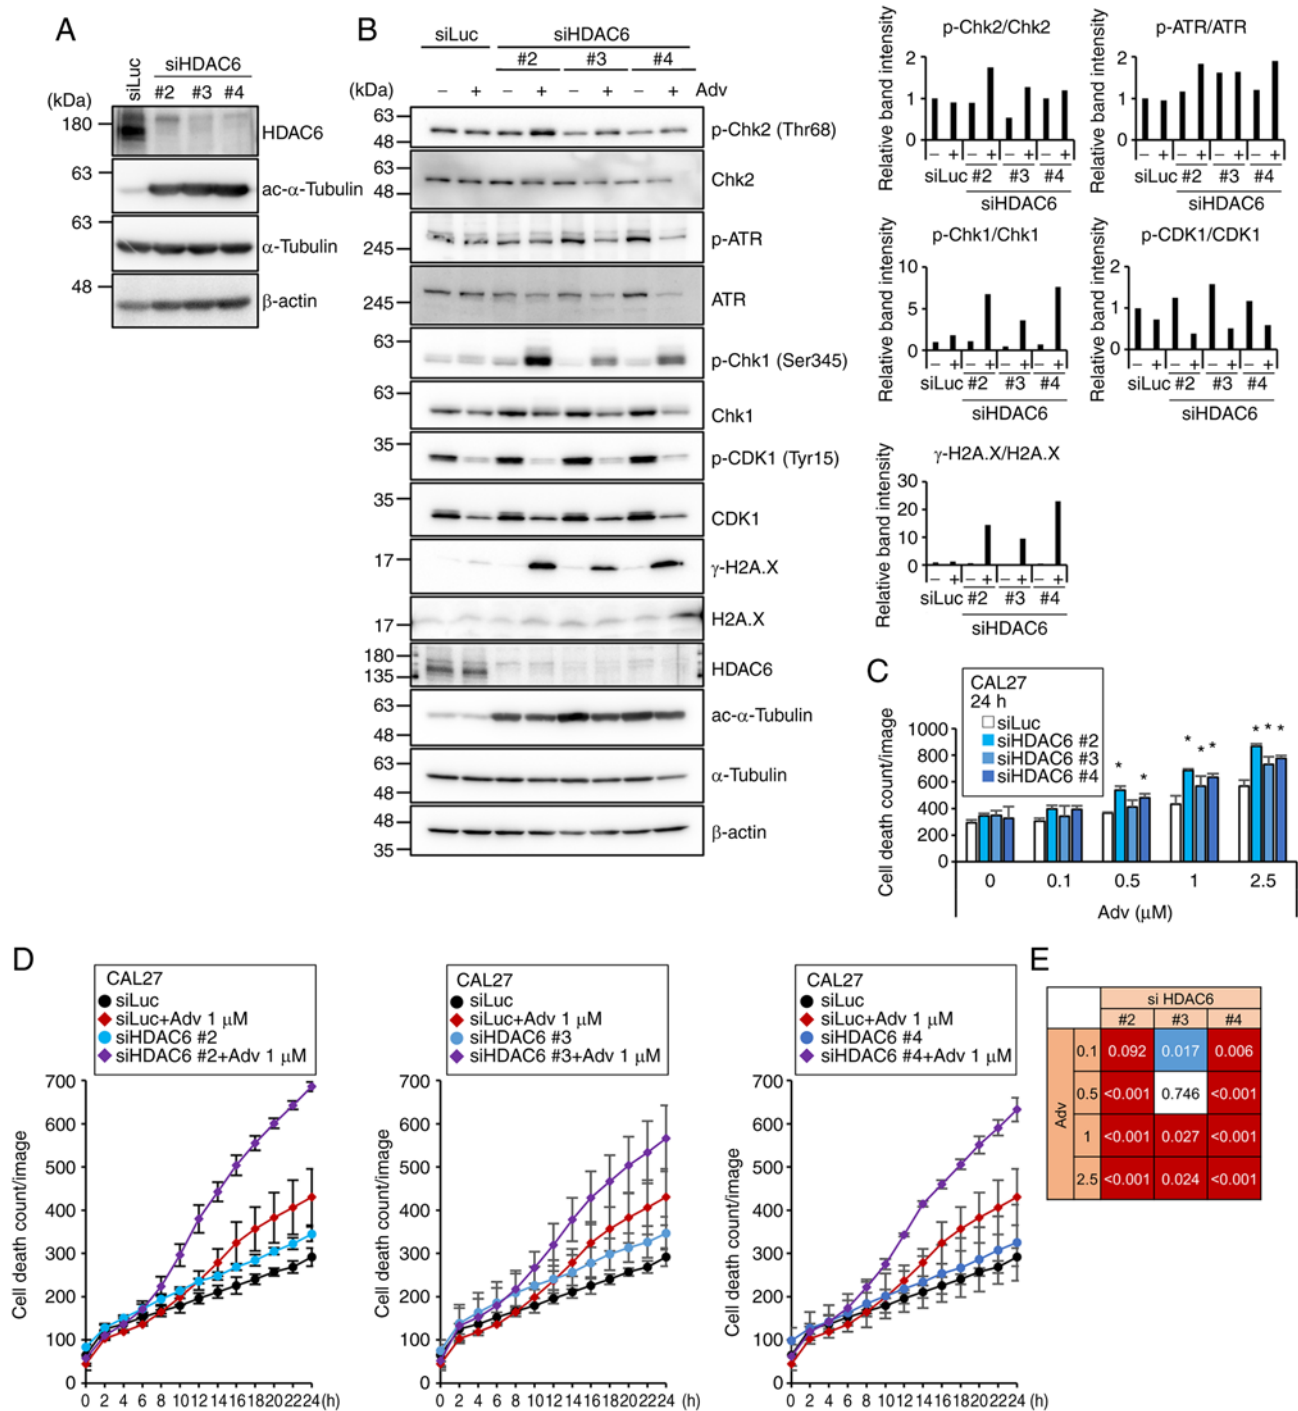 A
siLuc
siHDAC6
#2 #3 #4
(kDa)
180
HDAC6
63
ac-α-Tubulin
63
α-Tubulin
48
β-actin
B
siLuc siHDAC6
#2 #3 #4
(kDa) − + − + − + − + Adv
63
48
p-Chk2 (Thr68)
63
48
Chk2
245
p-ATR
245
ATR
63
p-Chk1 (Ser345)
63
Chk1
35
p-CDK1 (Tyr15)
35
CDK1
17
γ-H2A.X
17
H2A.X
180
135
HDAC6
63
48
ac-α-Tubulin
63
48
α-Tubulin
48
35
β-actin
p-Chk2/Chk2
Relative band intensity
2
1
0
− + − + − + − +
siLuc #2 #3 #4
siHDAC6
p-ATR/ATR
Relative band intensity
2
1
0
− + − + − + − +
siLuc #2 #3 #4
siHDAC6
p-Chk1/Chk1
Relative band intensity
10
5
0
− + − + − + − +
siLuc #2 #3 #4
siHDAC6
p-CDK1/CDK1
Relative band intensity
2
1
0
− + − + − + − +
siLuc #2 #3 #4
siHDAC6
γ-H2A.X/H2A.X
Relative band intensity
30
20
10
0
− + − + − + − +
siLuc #2 #3 #4
siHDAC6
C
CAL27
24 h
siLuc
siHDAC6 #2
siHDAC6 #3
siHDAC6 #4
Cell death count/image
1000
800
600
400
200
0
* * * * * * * *
0 0.1 0.5 1 2.5
Adv (μM)
D
CAL27
siLuc
siLuc+Adv 1 μM
siHDAC6 #2
siHDAC6 #2+Adv 1 μM
Cell death count/image
700
600
500
400
300
200
100
0
0 2 4 6 8 10 12 14 16 18 20 22 24 (h)
CAL27
siLuc
siLuc+Adv 1 μM
siHDAC6 #3
siHDAC6 #3+Adv 1 μM
Cell death count/image
700
600
500
400
300
200
100
0
0 2 4 6 8 10 12 14 16 18 20 22 24 (h)
CAL27
siLuc
siLuc+Adv 1 μM
siHDAC6 #4
siHDAC6 #4+Adv 1 μM
Cell death count/image
700
600
500
400
300
200
100
0
0 2 4 6 8 10 12 14 16 18 20 22 24 (h)
E
si HDAC6
#2 #3 #4
Adv
0.1 0.092 0.017 0.006
0.5 <0.001 0.746 <0.001
1 <0.001 0.027 <0.001
2.5 <0.001 0.024 <0.001